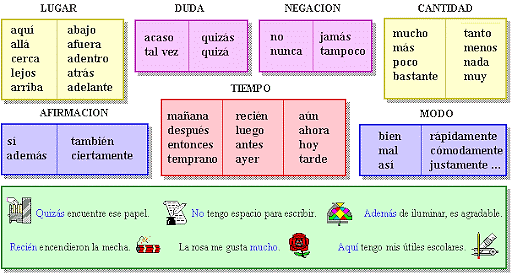 LUGAR
aquí abajo
allá afuera
cerca adentro
lejos atrás
arriba adelante
DUDA
acaso quizás
tal vez quizá
NEGACION
no jamás
nunca tampoco
CANTIDAD
mucho tanto
más menos
poco nada
bastante muy
AFIRMACION
sí también
además ciertamente
TIEMPO
mañana recién aún
después luego ahora
entonces antes hoy
temprano ayer tarde
MODO
bien rápidamente
mal cómodamente
así justamente ...
Quizás encuentre ese papel.
No tengo espacio para escribir.
Además de iluminar, es agradable.
Recién encendieron la mecha.
La rosa me gusta mucho.
Aquí tengo mis útiles escolares.